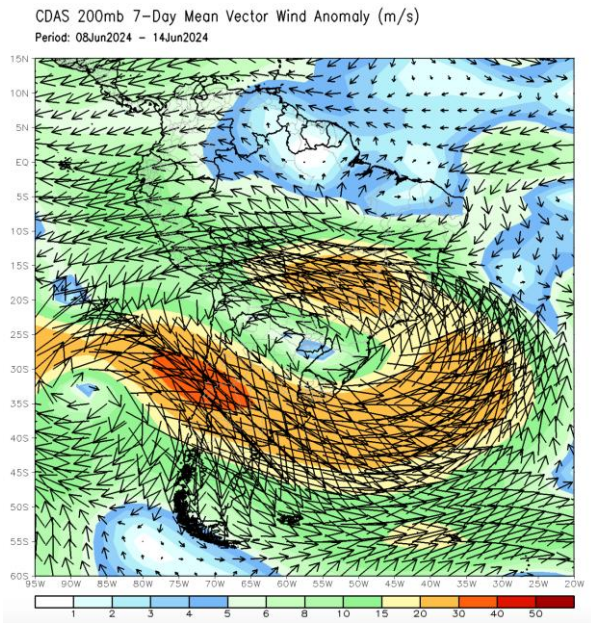 CDAS 200mb 7-Day Mean Vector Wind Anomaly (m/s)
Period: 08Jun2024 - 14Jun2024
15N
10N
5N
EQ
5S
10S
15S
20S
25S
30S
35S
40S
45S
50S
55S
60S
95W 90W 85W 80W 75W 70W 65W 60W 55W 50W 45W 40W 35W 30W 25W 20W
1 2 3 4 5 6 8 10 15 20 30 40 50